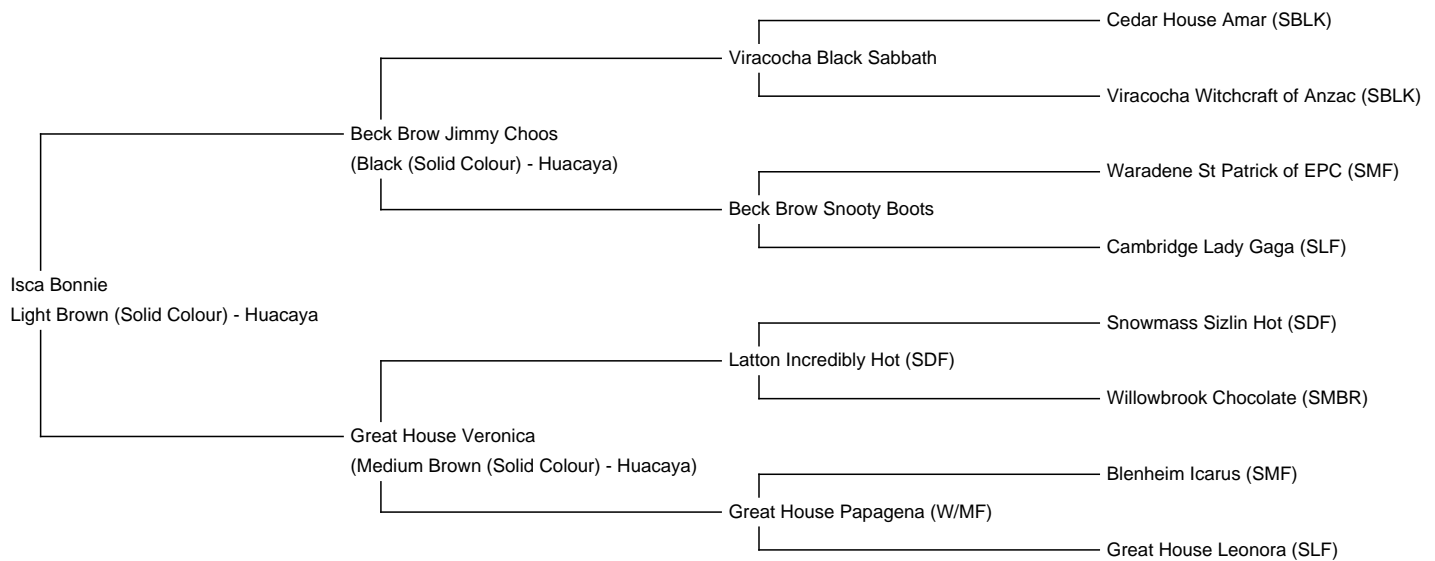 Cedar House Amar (SBLK)
Viracocha Black Sabbath
Viracocha Witchcraft of Anzac (SBLK)
Beck Brow Jimmy Choos
(Black (Solid Colour) - Huacaya)
Waradene St Patrick of EPC (SMF)
Beck Brow Snooty Boots
Cambridge Lady Gaga (SLF)
Isca Bonnie
Light Brown (Solid Colour) - Huacaya
Snowmass Sizlin Hot (SDF)
Latton Incredibly Hot (SDF)
Willowbrook Chocolate (SMBR)
Great House Veronica
(Medium Brown (Solid Colour) - Huacaya)
Blenheim Icarus (SMF)
Great House Papagena (W/MF)
Great House Leonora (SLF)